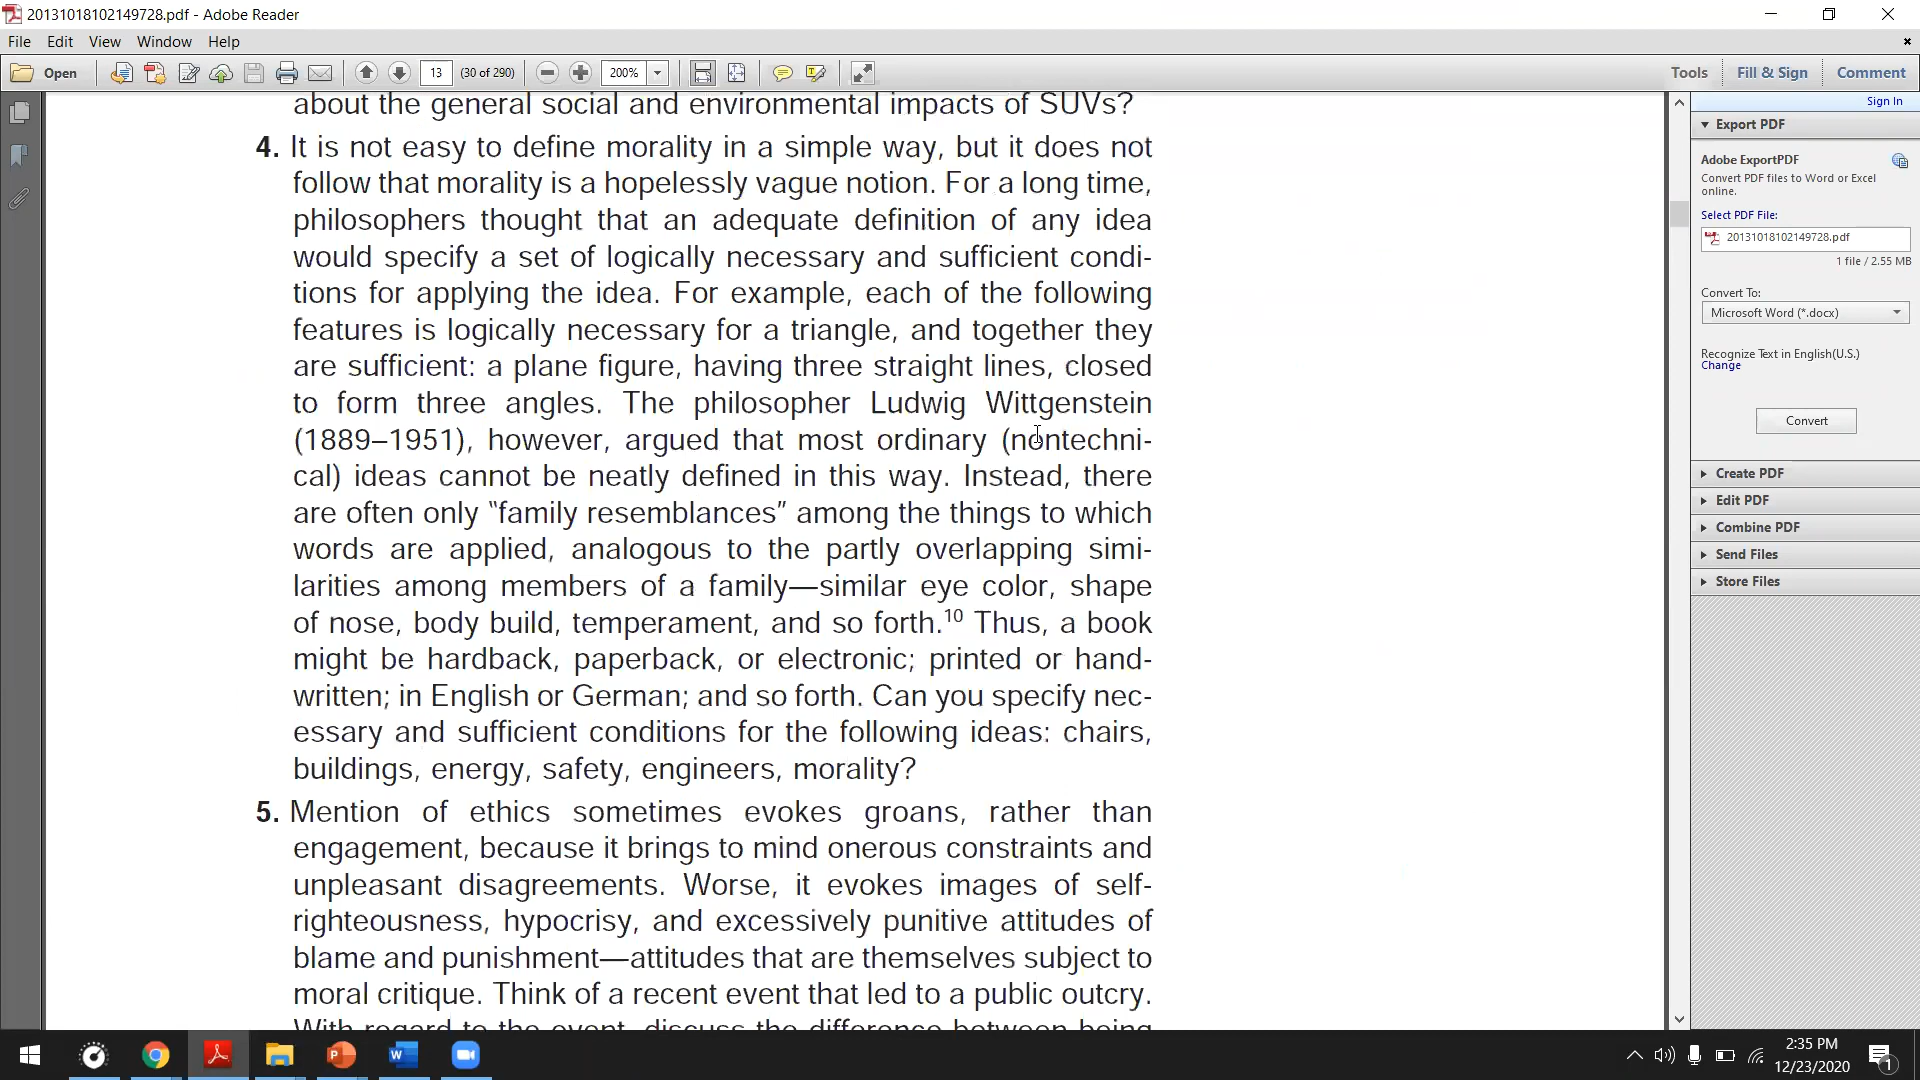 20131018102149728.pdf - Adobe Reader
File Edit View Window Help
Open 13 (30 of 290) 200% Tools Fill & Sign Comment
about the general social and environmental impacts of SUVs?
4. It is not easy to define morality in a simple way, but it does not
follow that morality is a hopelessly vague notion. For a long time,
philosophers thought that an adequate definition of any idea
would specify a set of logically necessary and sufficient condi-
tions for applying the idea. For example, each of the following
features is logically necessary for a triangle, and together they
are sufficient: a plane figure, having three straight lines, closed
to form three angles. The philosopher Ludwig Wittgenstein
(1889–1951), however, argued that most ordinary (nontechni-
cal) ideas cannot be neatly defined in this way. Instead, there
are often only “family resemblances” among the things to which
words are applied, analogous to the partly overlapping simi-
larities among members of a family—similar eye color, shape
of nose, body build, temperament, and so forth.10 Thus, a book
might be hardback, paperback, or electronic; printed or hand-
written; in English or German; and so forth. Can you specify nec-
essary and sufficient conditions for the following ideas: chairs,
buildings, energy, safety, engineers, morality?
5. Mention of ethics sometimes evokes groans, rather than
engagement, because it brings to mind onerous constraints and
unpleasant disagreements. Worse, it evokes images of self-
righteousness, hypocrisy, and excessively punitive attitudes of
blame and punishment—attitudes that are themselves subject to
moral critique. Think of a recent event that led to a public outcry.
With regard to the event, discuss the difference between being
Sign In
Export PDF
Adobe ExportPDF
Convert PDF files to Word or Excel
online.
Select PDF File:
20131018102149728.pdf
1 file / 2.55 MB
Convert To:
Microsoft Word (*.docx)
Recognize Text in English(U.S.)
Change
Convert
Create PDF
Edit PDF
Combine PDF
Send Files
Store Files
2:35 PM
12/23/2020
1